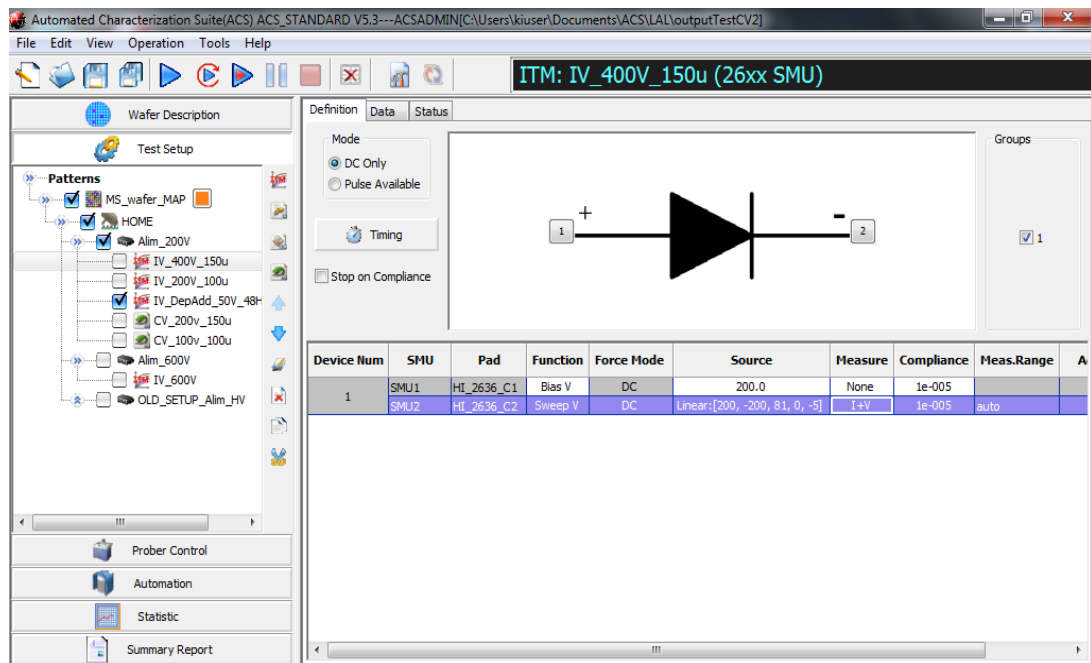 Automated Characterization Suite(ACS) ACS_STANDARD V5.3---ACSADMIN[C:\Users\kiuser\Documents\ACS\LAL\outputTestCV2]
File Edit View Operation Tools Help
ITM: IV_400V_150u (26xx SMU)
Wafer Description
Test Setup
Patterns
MS_wafer_MAP
HOME
Alim_200V
IV_400V_150u
IV_200V_100u
IV_DepAdd_50V_48H
CV_200v_150u
CV_100v_100u
Alim_600V
IV_600V
OLD_SETUP_Alim_HV
Prober Control
Automation
Statistic
Summary Report
Definition Data Status
Mode
DC Only
Pulse Available
Timing
Stop on Compliance
1 + - 2
Groups
1
Device Num SMU Pad Function Force Mode Source Measure Compliance Meas.Range A
1 SMU1 HI_2636_C1 Bias V DC 200.0 None 1e-005
SMU2 HI_2636_C2 Sweep V DC Linear:[200, -200, 81, 0, -5] I+V 1e-005 auto